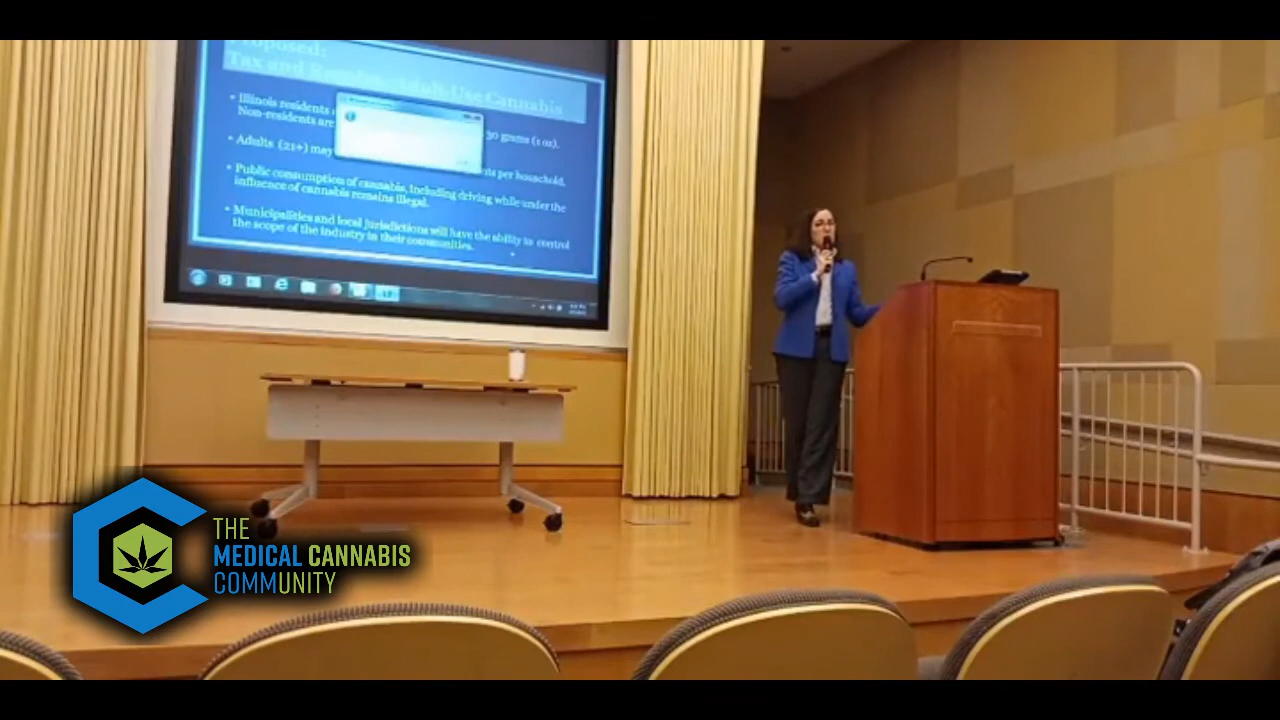 Proposed:
Tax and Regulate Adult-Use Cannabis
• Illinois residents
30 grams (1 oz).
Non-residents are
• Adults (21+) may
per household.
• Public consumption of cannabis, including driving while under the
influence of cannabis remains illegal.
• Municipalities and local jurisdictions will have the ability to control
the scope of the industry in their communities.
THE
MEDICAL CANNABIS
COMMUNITY